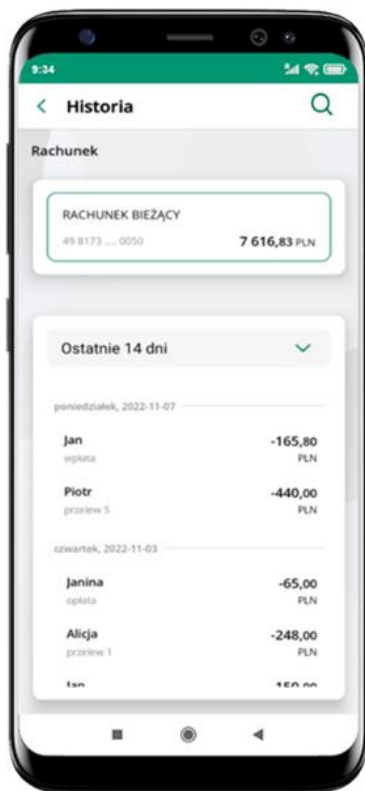 9:34
Historia
Rachunek
RACHUNEK BIEŻĄCY
49 8173 .... 0050 7 616,83 PLN
Ostatnie 14 dni
poniedziałek, 2022-11-07
Jan -165,80
wpłata PLN
Piotr -440,00
przelew 5 PLN
czwartek, 2022-11-03
Janina -65,00
opłata PLN
Alicja -248,00
przelew 1 PLN
Jan